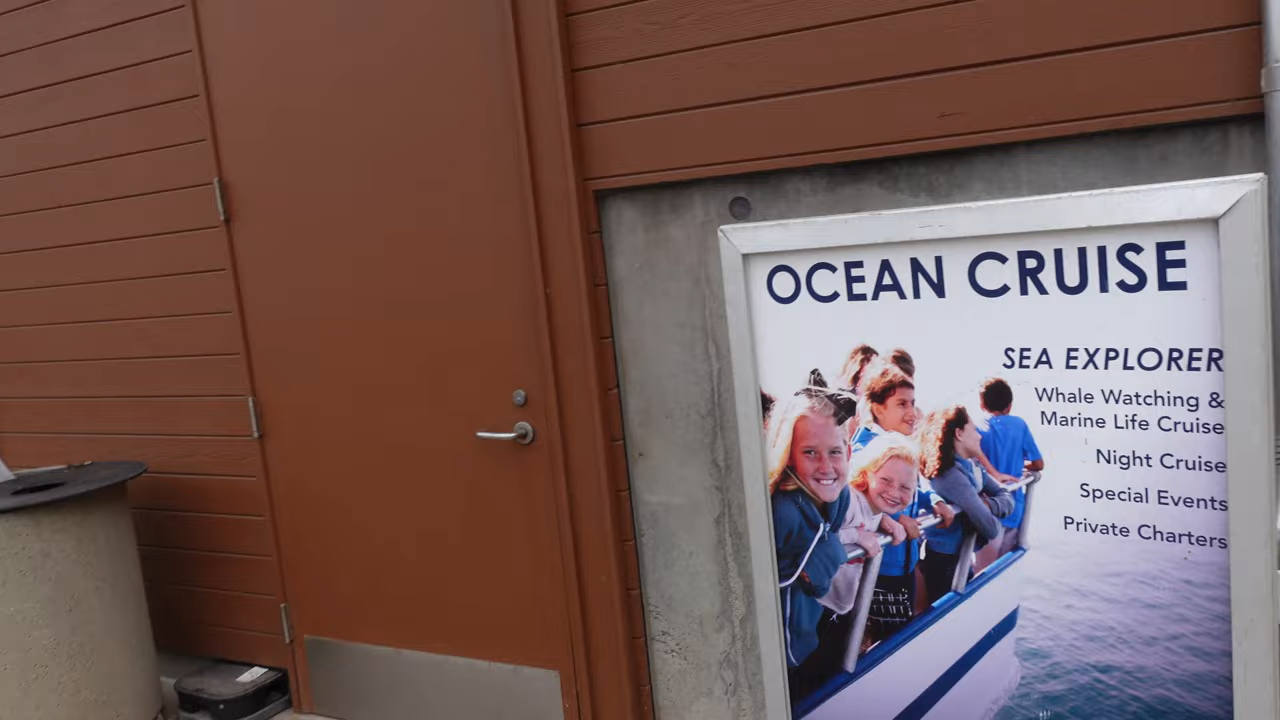 OCEAN CRUISE
SEA EXPLORER
Whale Watching &
Marine Life Cruise
Night Cruise
Special Events
Private Charters